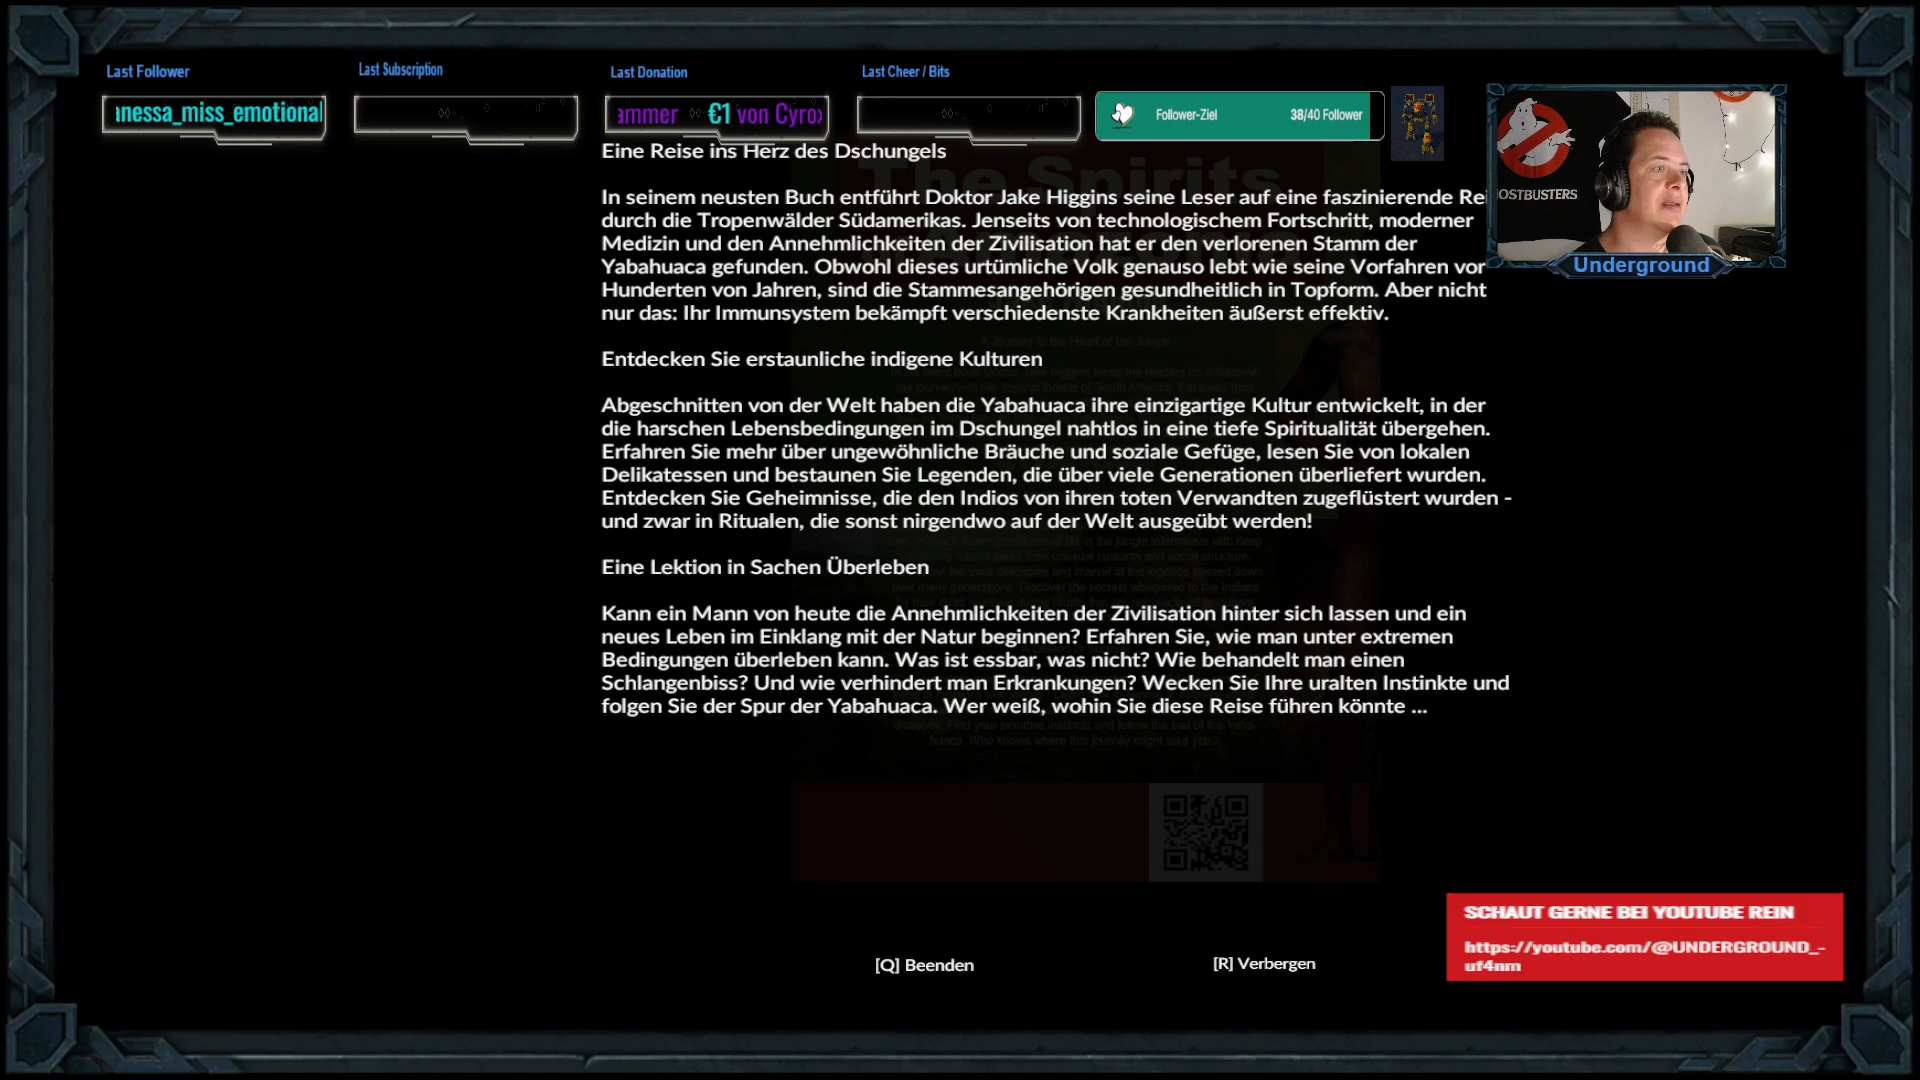 Last Follower
Last Subscription
Last Donation
Last Cheer / Bits
anessa_miss_emotional
ammer €1 von Cyrox
Follower-Ziel 38/40 Follower
OSTBUSTERS
Underground
The Spirits
Amazonia
Eine Reise ins Herz des Dschungels
In seinem neusten Buch entführt Doktor Jake Higgins seine Leser auf eine faszinierende Rei
durch die Tropenwälder Südamerikas. Jenseits von technologischem Fortschritt, moderner
Medizin und den Annehmlichkeiten der Zivilisation hat er den verlorenen Stamm der
Yabahuaca gefunden. Obwohl dieses urtümliche Volk genauso lebt wie seine Vorfahren vor
Hunderten von Jahren, sind die Stammesangehörigen gesundheitlich in Topform. Aber nicht
nur das: Ihr Immunsystem bekämpft verschiedenste Krankheiten äußerst effektiv.
Entdecken Sie erstaunliche indigene Kulturen
Abgeschnitten von der Welt haben die Yabahuaca ihre einzigartige Kultur entwickelt, in der
die harschen Lebensbedingungen im Dschungel nahtlos in eine tiefe Spiritualität übergehen.
Erfahren Sie mehr über ungewöhnliche Bräuche und soziale Gefüge, lesen Sie von lokalen
Delikatessen und bestaunen Sie Legenden, die über viele Generationen überliefert wurden.
Entdecken Sie Geheimnisse, die den Indios von ihren toten Verwandten zugeflüstert wurden -
und zwar in Ritualen, die sonst nirgendwo auf der Welt ausgeübt werden!
Eine Lektion in Sachen Überleben
Kann ein Mann von heute die Annehmlichkeiten der Zivilisation hinter sich lassen und ein
neues Leben im Einklang mit der Natur beginnen? Erfahren Sie, wie man unter extremen
Bedingungen überleben kann. Was ist essbar, was nicht? Wie behandelt man einen
Schlangenbiss? Und wie verhindert man Erkrankungen? Wecken Sie Ihre uralten Instinkte und
folgen Sie der Spur der Yabahuaca. Wer weiß, wohin Sie diese Reise führen könnte ...
[Q] Beenden
[R] Verbergen
SCHAUT GERNE BEI YOUTUBE REIN
https://youtube.com/@UNDERGROUND_-
uf4nm